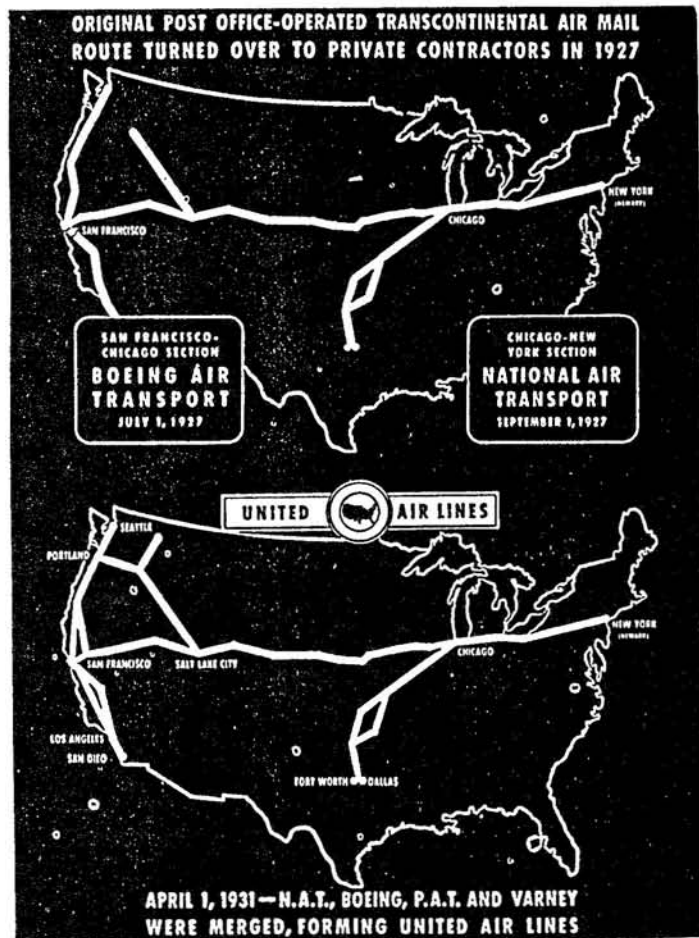 ORIGINAL POST OFFICE-OPERATED TRANSCONTINENTAL AIR MAIL
ROUTE TURNED OVER TO PRIVATE CONTRACTORS IN 1927
NEW YORK
(NEWARK)
CHICAGO
SAN FRANCISCO
SAN FRANCISCO-
CHICAGO SECTION
BOEING AIR
TRANSPORT
JULY 1, 1927
CHICAGO-NEW
YORK SECTION
NATIONAL AIR
TRANSPORT
SEPTEMBER 1, 1927
UNITED AIR LINES
SEATTLE
PORTLAND
NEW YORK
(NEWARK)
CHICAGO
SAN FRANCISCO
SALT LAKE CITY
LOS ANGELES
SAN DIEGO
FORT WORTH DALLAS
APRIL 1, 1931—N.A.T., BOEING, P.A.T. AND VARNEY
WERE MERGED, FORMING UNITED AIR LINES